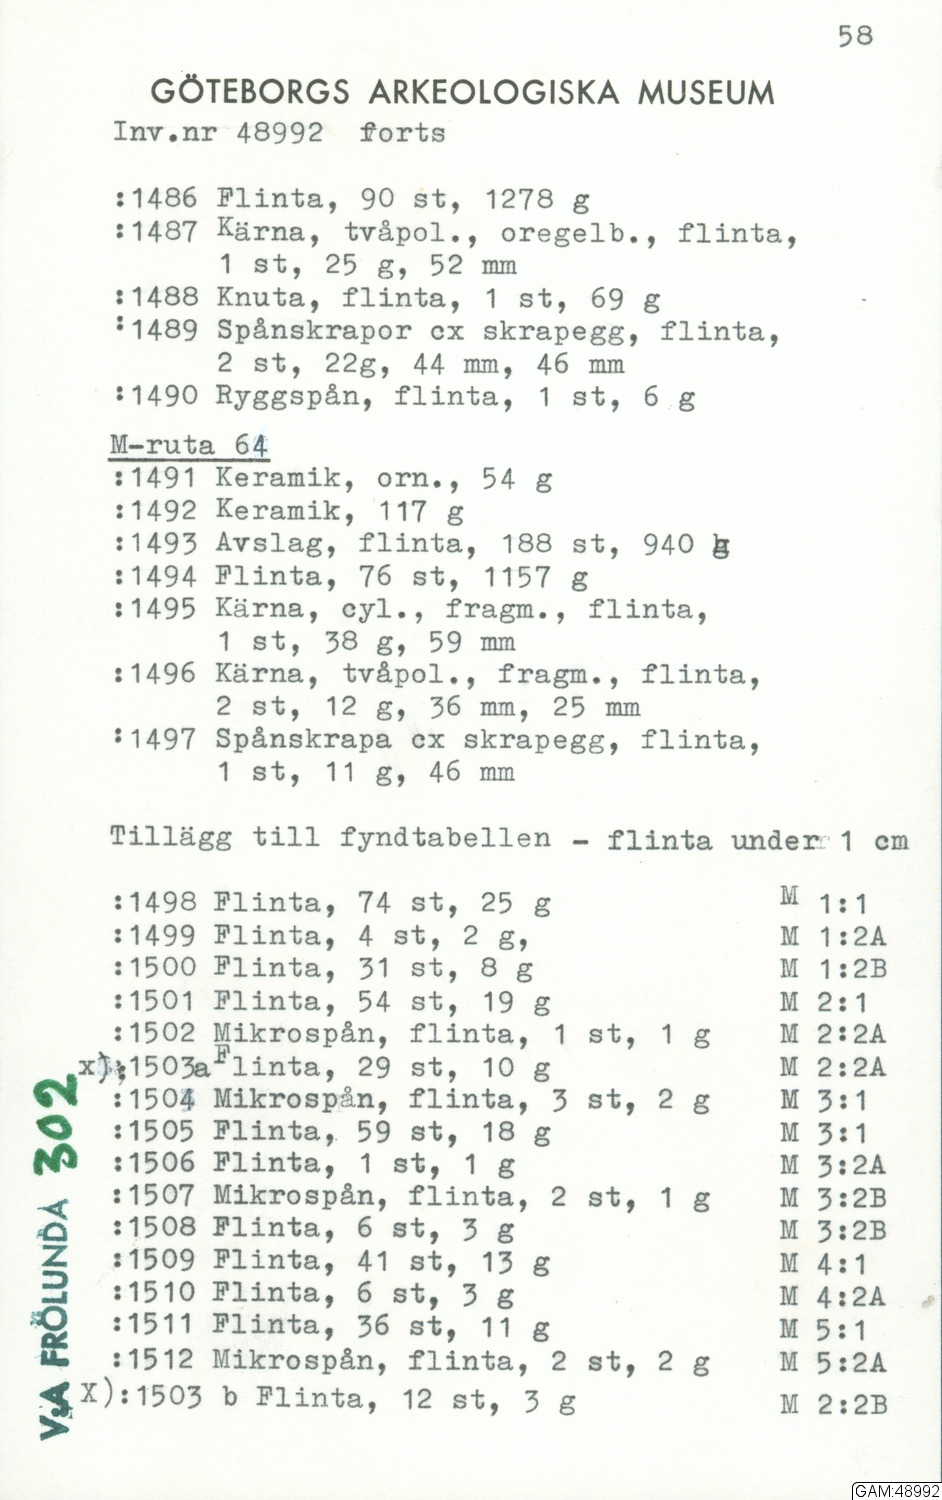 58
GÖTEBORGS ARKEOLOGISKA MUSEUM
Inv.nr 48992 forts
:1486 Flinta, 90 st, 1278 g
:1487 Kärna, tvåpol., oregelb., flinta,
1 st, 25 g, 52 mm
:1488 Knuta, flinta, 1 st, 69 g
:1489 Spånskrapor cx skrapegg, flinta,
2 st, 22g, 44 mm, 46 mm
:1490 Ryggspån, flinta, 1 st, 6 g
M-ruta 64
:1491 Keramik, orn., 54 g
:1492 Keramik, 117 g
:1493 Avslag, flinta, 188 st, 940 g
:1494 Flinta, 76 st, 1157 g
:1495 Kärna, cyl., fragm., flinta,
1 st, 38 g, 59 mm
:1496 Kärna, tvåpol., fragm., flinta,
2 st, 12 g, 36 mm, 25 mm
:1497 Spånskrapa cx skrapegg, flinta,
1 st, 11 g, 46 mm
Tillägg till fyndtabellen - flinta under 1 cm
:1498 Flinta, 74 st, 25 g M 1:1
:1499 Flinta, 4 st, 2 g, M 1:2A
:1500 Flinta, 31 st, 8 g M 1:2B
:1501 Flinta, 54 st, 19 g M 2:1
:1502 Mikrospån, flinta, 1 st, 1 g M 2:2A
x):1503a Flinta, 29 st, 10 g M 2:2A
:1504 Mikrospån, flinta, 3 st, 2 g M 3:1
:1505 Flinta, 59 st, 18 g M 3:1
:1506 Flinta, 1 st, 1 g M 3:2A
:1507 Mikrospån, flinta, 2 st, 1 g M 3:2B
:1508 Flinta, 6 st, 3 g M 3:2B
:1509 Flinta, 41 st, 13 g M 4:1
:1510 Flinta, 6 st, 3 g M 4:2A
:1511 Flinta, 36 st, 11 g M 5:1
:1512 Mikrospån, flinta, 2 st, 2 g M 5:2A
X):1503 b Flinta, 12 st, 3 g M 2:2B
V:A FRÖLUNDA 302
GAM:48992